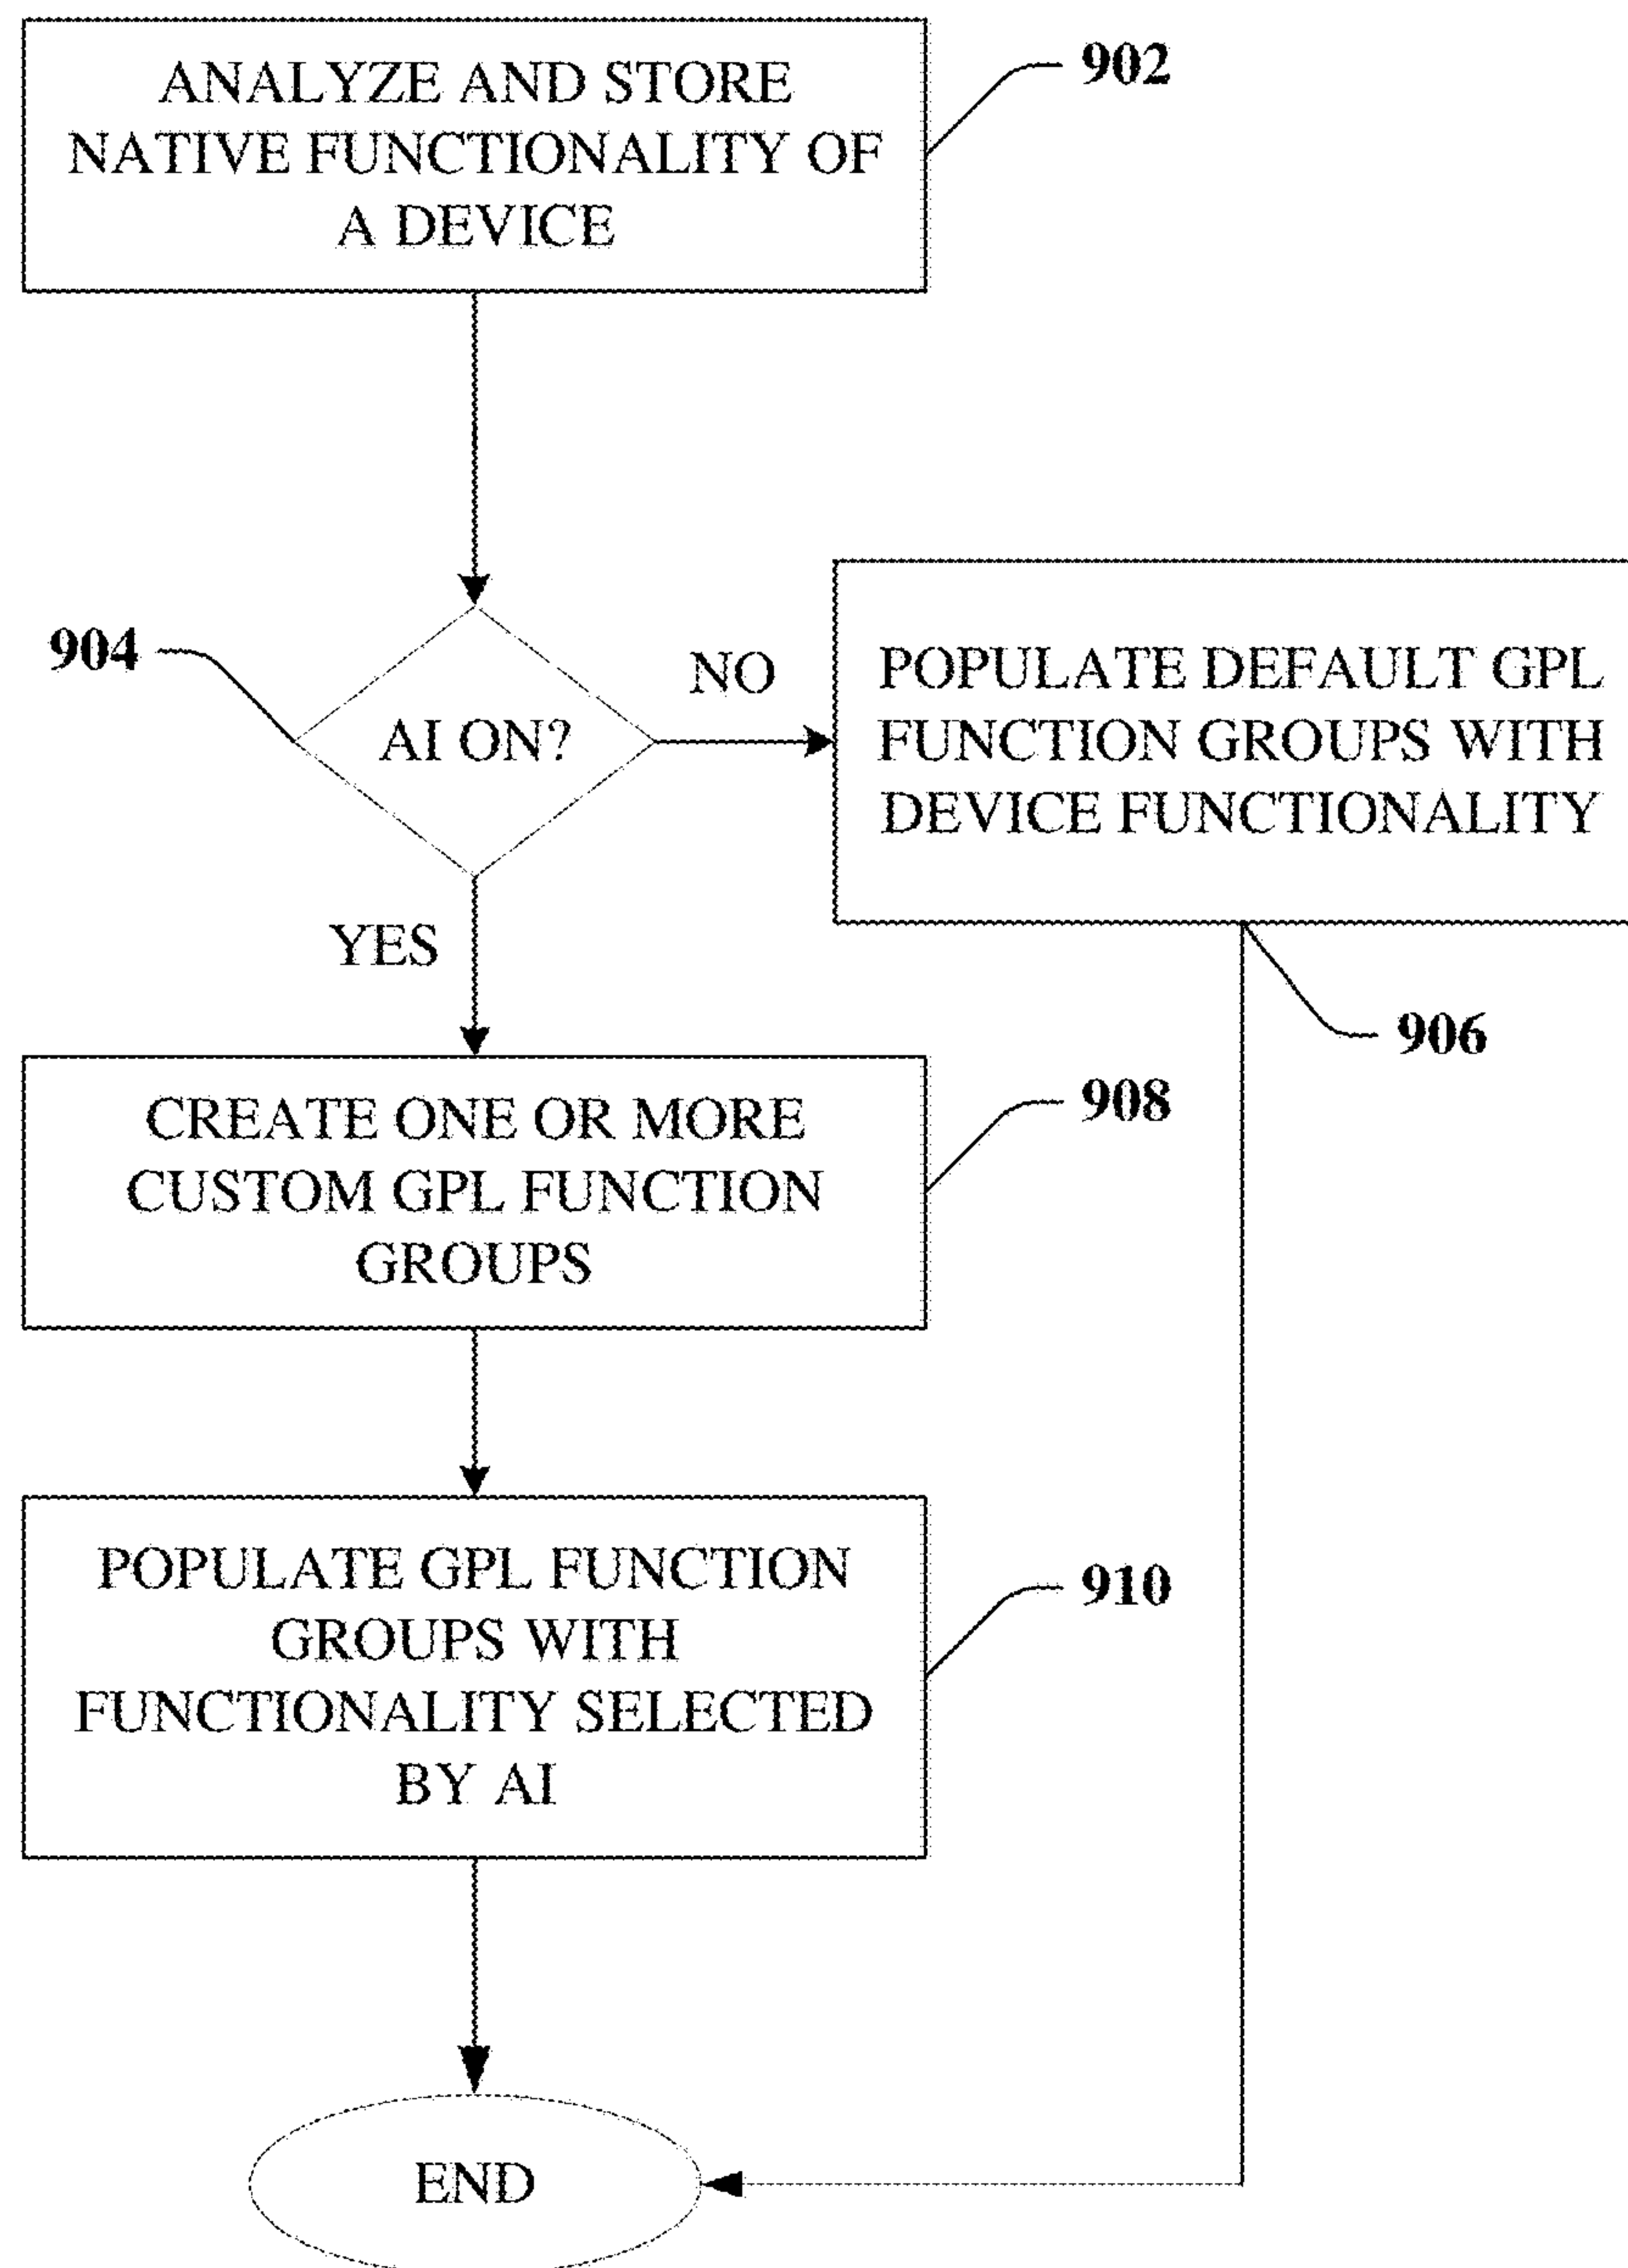 ANALYZE AND STORE
NATIVE FUNCTIONALITY OF
A DEVICE
902
904
AI ON?
NO
POPULATE DEFAULT GPL
FUNCTION GROUPS WITH
DEVICE FUNCTIONALITY
906
YES
CREATE ONE OR MORE
CUSTOM GPL FUNCTION
GROUPS
908
POPULATE GPL FUNCTION
GROUPS WITH
FUNCTIONALITY SELECTED
BY AI
910
END